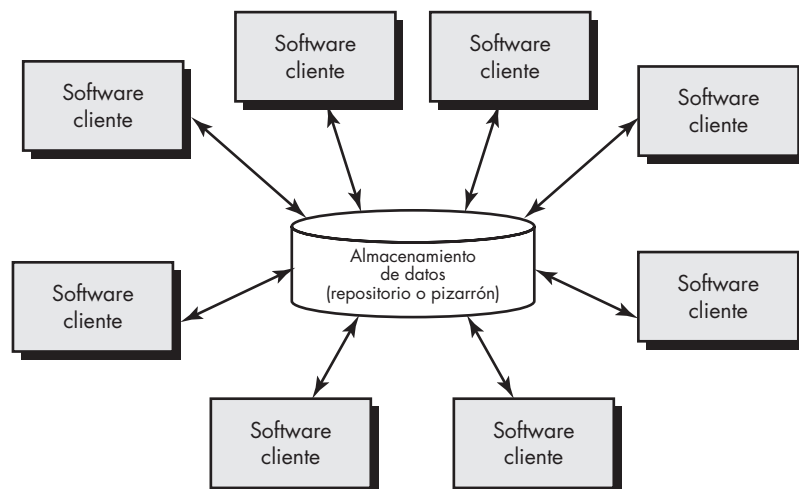 Software
cliente
Software
cliente
Software
cliente
Software
cliente
Almacenamiento
de datos
(repositorio o pizarrón)
Software
cliente
Software
cliente
Software
cliente
Software
cliente